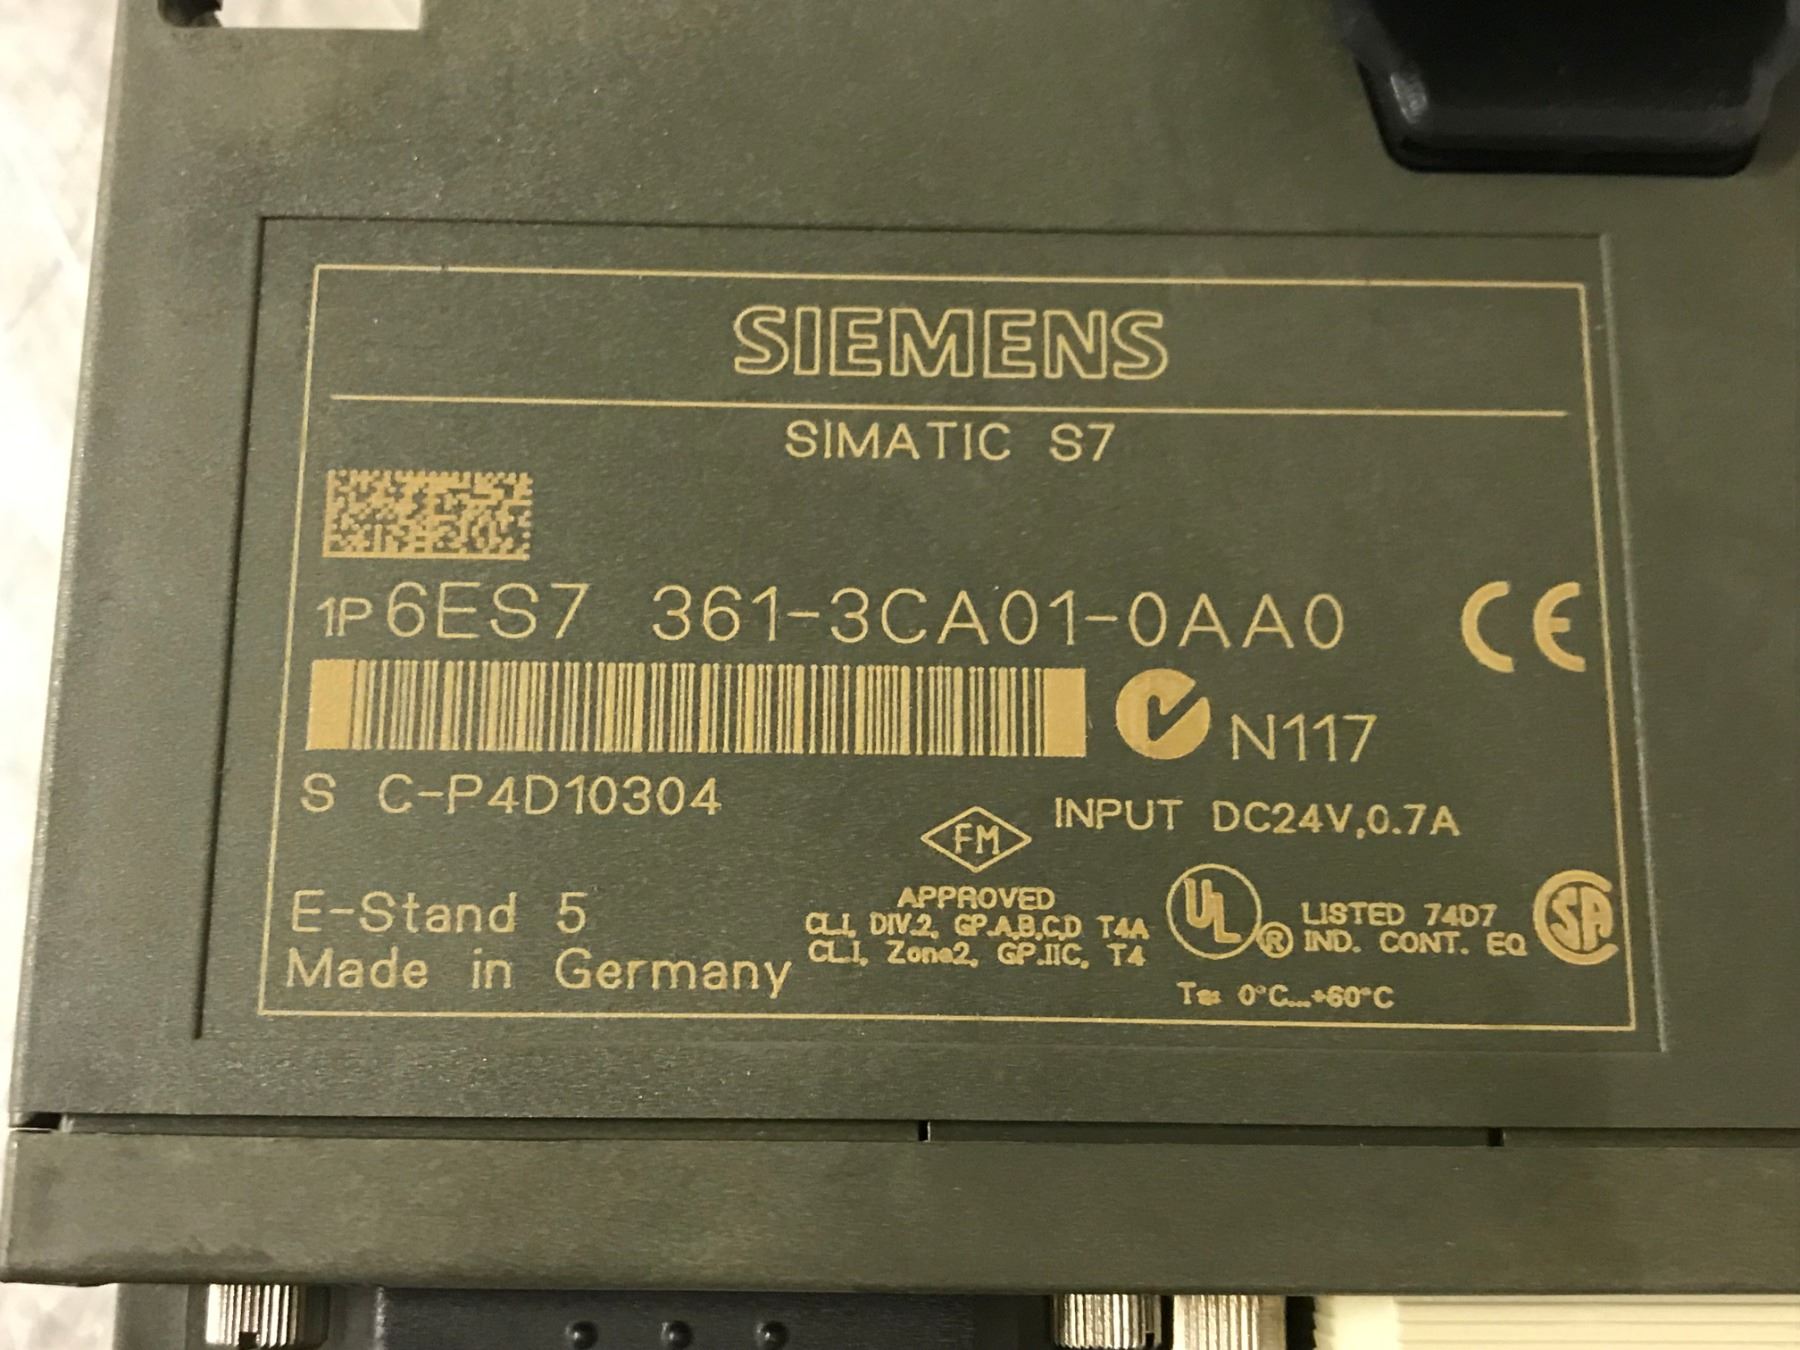 SIEMENS
SIMATIC S7
1P 6ES7 361-3CA01-0AA0
CE
N117
S C-P4D10304
INPUT DC24V,0.7A
FM
APPROVED
CL.I, DIV.2, GP.A,B,C,D T4A
CL.I, Zone2, GP.IIC, T4
UL ®
LISTED 74D7
IND. CONT. EQ
SA
E-Stand 5
Made in Germany
Ta: 0°C...+60°C